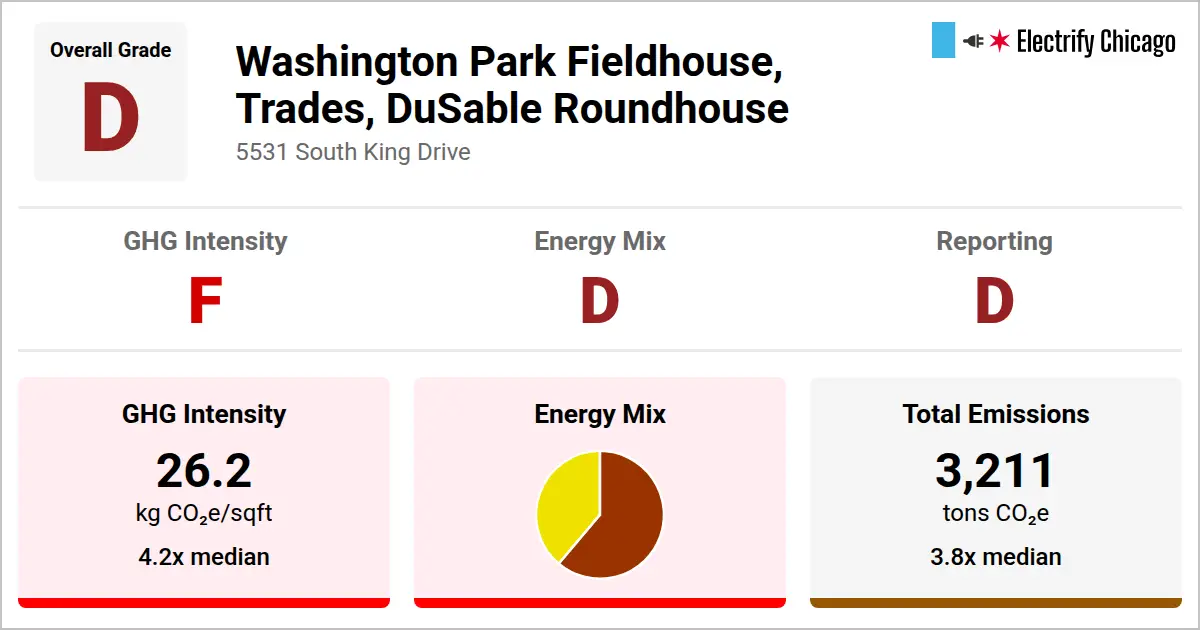 Overall Grade
D
Washington Park Fieldhouse,
Trades, DuSable Roundhouse
5531 South King Drive
Electrify Chicago
GHG Intensity
F
Energy Mix
D
Reporting
D
GHG Intensity
26.2
kg CO₂e/sqft
4.2x median
Energy Mix
Total Emissions
3,211
tons CO₂e
3.8x median